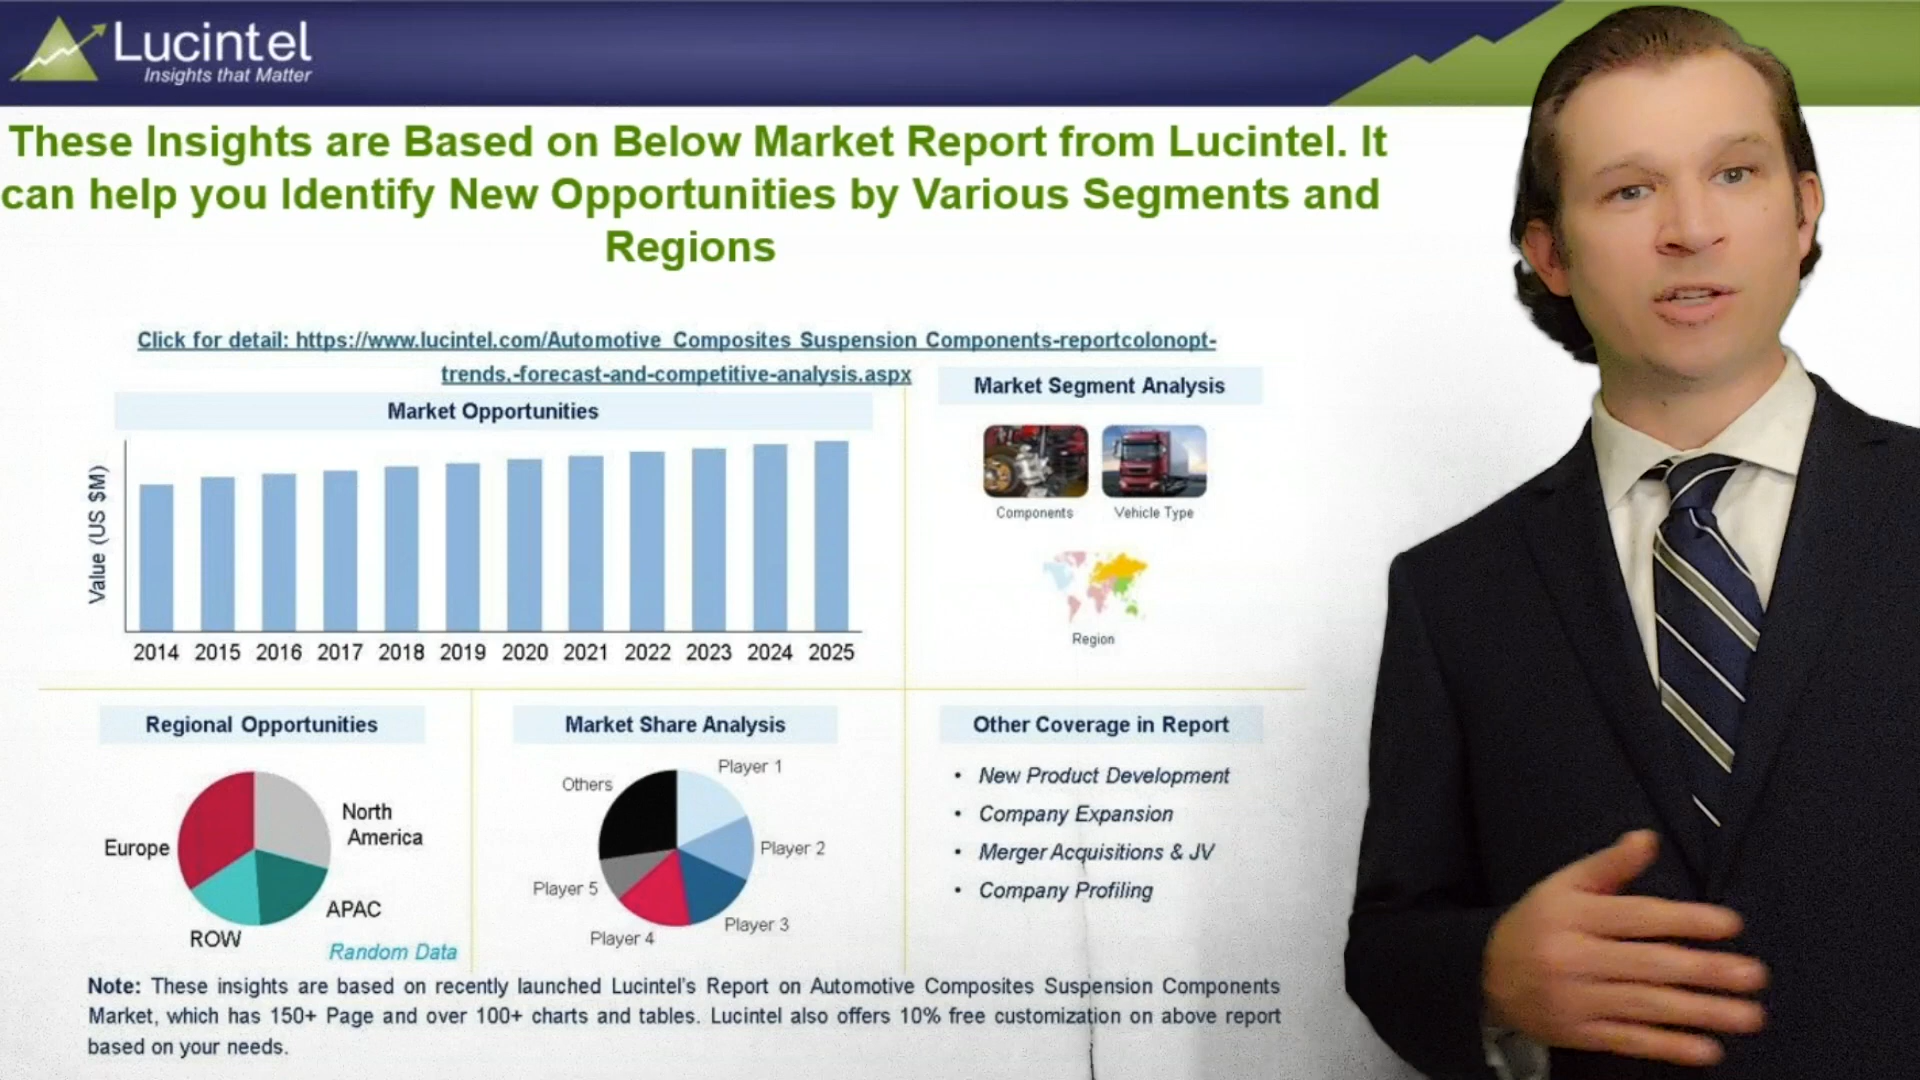 Lucintel
Insights that Matter
These Insights are Based on Below Market Report from Lucintel. It
can help you Identify New Opportunities by Various Segments and
Regions
Click for detail: https://www.lucintel.com/Automotive_Composites_Suspension_Components-reportcolonopt-
trends,-forecast-and-competitive-analysis.aspx
Market Opportunities
Value (US $M)
2014 2015 2016 2017 2018 2019 2020 2021 2022 2023 2024 2025
Market Segment Analysis
Components Vehicle Type
Region
Regional Opportunities
North
America
Europe
APAC
ROW
Random Data
Market Share Analysis
Player 1
Others
Player 2
Player 5
Player 3
Player 4
Other Coverage in Report
• New Product Development
• Company Expansion
• Merger Acquisitions & JV
• Company Profiling
Note: These insights are based on recently launched Lucintel's Report on Automotive Composites Suspension Components
Market, which has 150+ Page and over 100+ charts and tables. Lucintel also offers 10% free customization on above report
based on your needs.